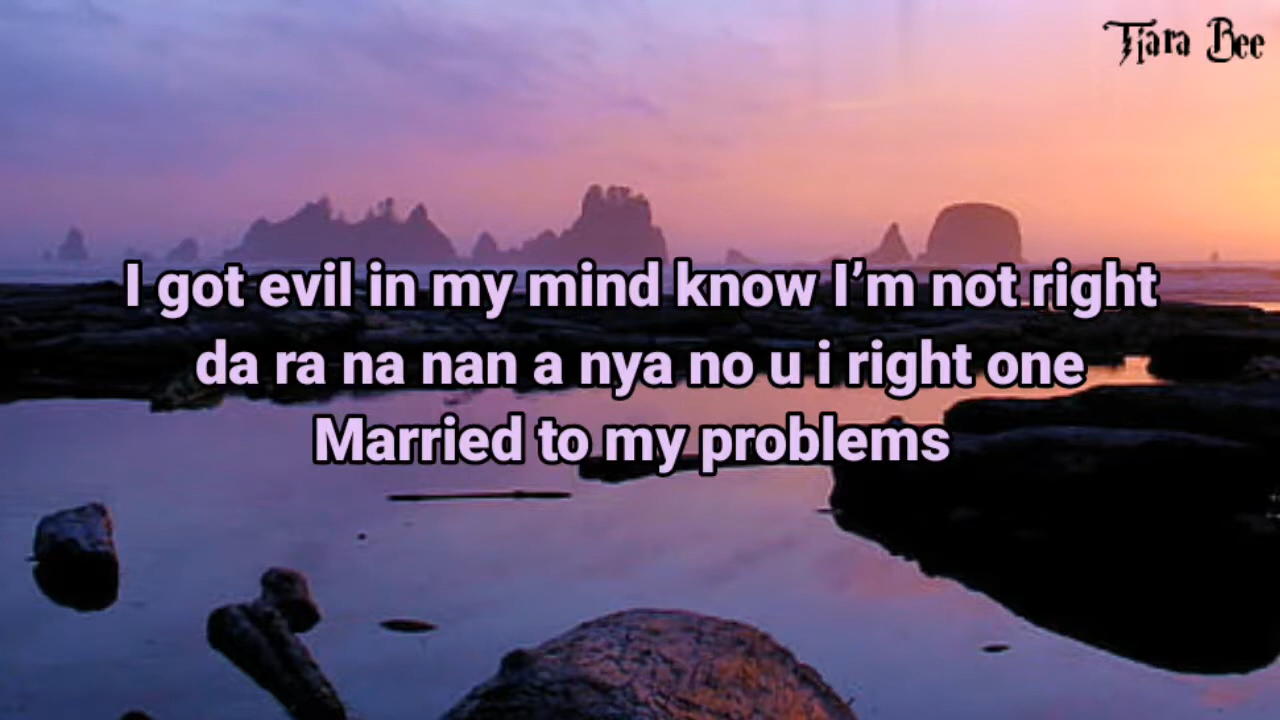 Tiara Bee
I got evil in my mind know I’m not right
da ra na nan a nya no u i right one
Married to my problems